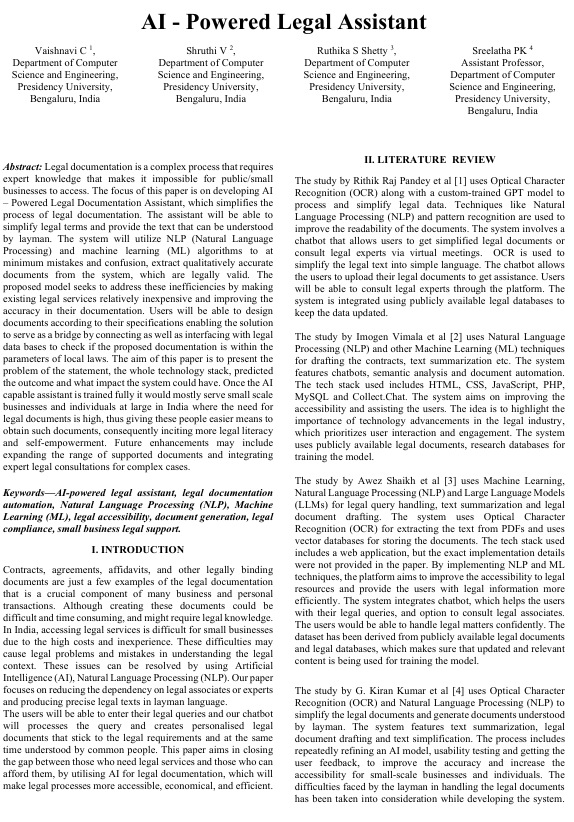 AI - Powered Legal Assistant
Vaishnavi C 1,
Department of Computer
Science and Engineering,
Presidency University,
Bengaluru, India
Shruthi V 2,
Department of Computer
Science and Engineering,
Presidency University,
Bengaluru, India
Ruthika S Shetty 3,
Department of Computer
Science and Engineering,
Presidency University,
Bengaluru, India
Sreelatha PK 4
Assistant Professor,
Department of Computer
Science and Engineering,
Presidency University,
Bengaluru, India
Abstract: Legal documentation is a complex process that requires
expert knowledge that makes it impossible for public/small
businesses to access. The focus of this paper is on developing AI
– Powered Legal Documentation Assistant, which simplifies the
process of legal documentation. The assistant will be able to
simplify legal terms and provide the text that can be understood
by layman. The system will utilize NLP (Natural Language
Processing) and machine learning (ML) algorithms to at
minimum mistakes and confusion, extract qualitatively accurate
documents from the system, which are legally valid. The
proposed model seeks to address these inefficiencies by making
existing legal services relatively inexpensive and improving the
accuracy in their documentation. Users will be able to design
documents according to their specifications enabling the solution
to serve as a bridge by connecting as well as interfacing with legal
data bases to check if the proposed documentation is within the
parameters of local laws. The aim of this paper is to present the
problem of the statement, the whole technology stack, predicted
the outcome and what impact the system could have. Once the AI
capable assistant is trained fully it would mostly serve small scale
businesses and individuals at large in India where the need for
legal documents is high, thus giving these people easier means to
obtain such documents, consequently inciting more legal literacy
and self-empowerment. Future enhancements may include
expanding the range of supported documents and integrating
expert legal consultations for complex cases.
Keywords—AI-powered legal assistant, legal documentation
automation, Natural Language Processing (NLP), Machine
Learning (ML), legal accessibility, document generation, legal
compliance, small business legal support.
I. INTRODUCTION
Contracts, agreements, affidavits, and other legally binding
documents are just a few examples of the legal documentation
that is a crucial component of many business and personal
transactions. Although creating these documents could be
difficult and time consuming, and might require legal knowledge.
In India, accessing legal services is difficult for small businesses
due to the high costs and inexperience. These difficulties may
cause legal problems and mistakes in understanding the legal
context. These issues can be resolved by using Artificial
Intelligence (AI), Natural Language Processing (NLP). Our paper
focuses on reducing the dependency on legal associates or experts
and producing precise legal texts in layman language.
The users will be able to enter their legal queries and our chatbot
will processes the query and creates personalised legal
documents that stick to the legal requirements and at the same
time understood by common people. This paper aims in closing
the gap between those who need legal services and those who can
afford them, by utilising AI for legal documentation, which will
make legal processes more accessible, economical, and efficient.
II. LITERATURE REVIEW
The study by Rithik Raj Pandey et al [1] uses Optical Character
Recognition (OCR) along with a custom-trained GPT model to
process and simplify legal data. Techniques like Natural
Language Processing (NLP) and pattern recognition are used to
improve the readability of the documents. The system involves a
chatbot that allows users to get simplified legal documents or
consult legal experts via virtual meetings. OCR is used to
simplify the legal text into simple language. The chatbot allows
the users to upload their legal documents to get assistance. Users
will be able to consult legal experts through the platform. The
system is integrated using publicly available legal databases to
keep the data updated.
The study by Imogen Vimala et al [2] uses Natural Language
Processing (NLP) and other Machine Learning (ML) techniques
for drafting the contracts, text summarization etc. The system
features chatbots, semantic analysis and document automation.
The tech stack used includes HTML, CSS, JavaScript, PHP,
MySQL and Collect.Chat. The system aims on improving the
accessibility and assisting the users. The idea is to highlight the
importance of technology advancements in the legal industry,
which prioritizes user interaction and engagement. The system
uses publicly available legal documents, research databases for
training the model.
The study by Awez Shaikh et al [3] uses Machine Learning,
Natural Language Processing (NLP) and Large Language Models
(LLMs) for legal query handling, text summarization and legal
document drafting. The system uses Optical Character
Recognition (OCR) for extracting the text from PDFs and uses
vector databases for storing the documents. The tech stack used
includes a web application, but the exact implementation details
were not provided in the paper. By implementing NLP and ML
techniques, the platform aims to improve the accessibility to legal
resources and provide the users with legal information more
efficiently. The system integrates chatbot, which helps the users
with their legal queries, and option to consult legal associates.
The users would be able to handle legal matters confidently. The
dataset has been derived from publicly available legal documents
and legal databases, which makes sure that updated and relevant
content is being used for training the model.
The study by G. Kiran Kumar et al [4] uses Optical Character
Recognition (OCR) and Natural Language Processing (NLP) to
simplify the legal documents and generate documents understood
by layman. The system features text summarization, legal
document drafting and text simplification. The process includes
repeatedly refining an AI model, usability testing and getting the
user feedback, to improve the accuracy and increase the
accessibility for small-scale businesses and individuals. The
difficulties faced by the layman in handling the legal documents
has been taken into consideration while developing the system.